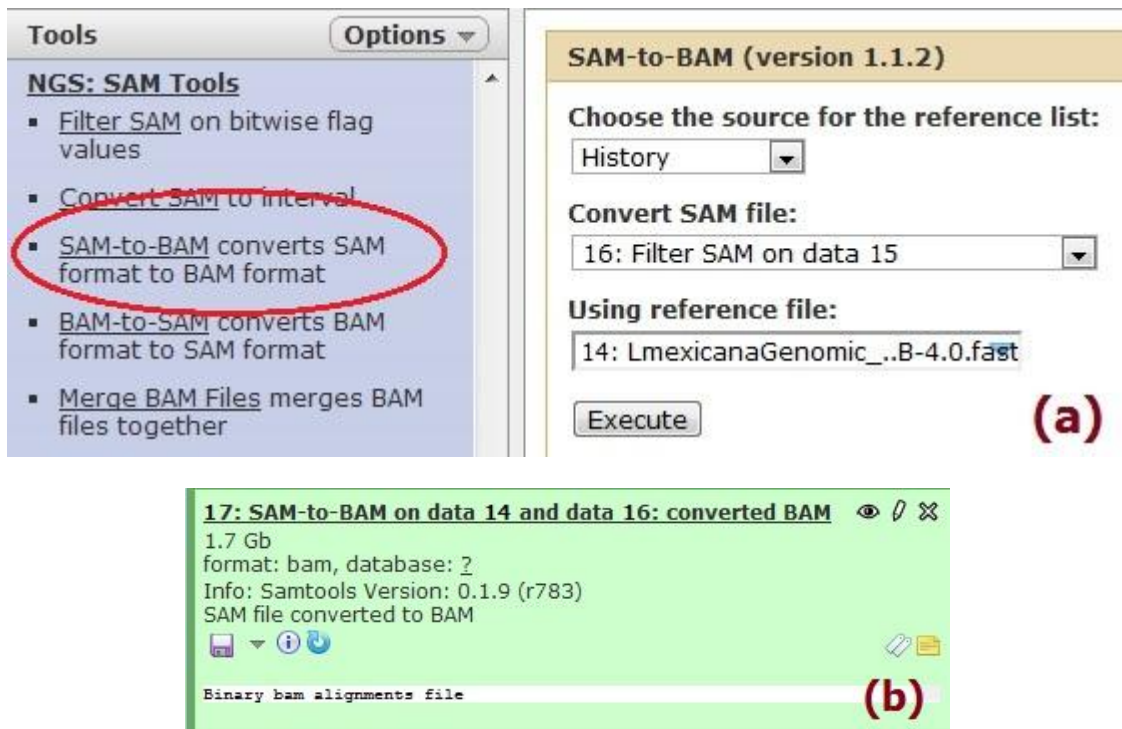 Tools
Options
NGS: SAM Tools
Filter SAM on bitwise flag
values
Convert SAM to interval
SAM-to-BAM converts SAM
format to BAM format
BAM-to-SAM converts BAM
format to SAM format
Merge BAM Files merges BAM
files together
SAM-to-BAM (version 1.1.2)
Choose the source for the reference list:
History
Convert SAM file:
16: Filter SAM on data 15
Using reference file:
14: LmexicanaGenomic_..B-4.0.fast
Execute
(a)
17: SAM-to-BAM on data 14 and data 16: converted BAM
1.7 Gb
format: bam, database: ?
Info: Samtools Version: 0.1.9 (r783)
SAM file converted to BAM
Binary bam alignments file
(b)